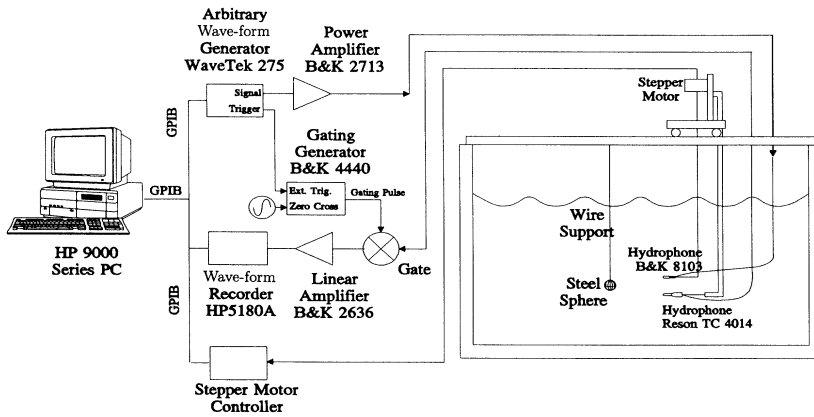 Arbitrary
Wave-form
Generator
WaveTek 275
Power
Amplifier
B&K 2713
Signal
Trigger
GPIB
Stepper
Motor
Gating
Generator
B&K 4440
GPIB
Ext. Trig.
Zero Cross
Gating Pulse
HP 9000
Series PC
Wave-form
Recorder
HP5180A
Linear
Amplifier
B&K 2636
Gate
Wire
Support
Hydrophone
B&K 8103
Steel
Sphere
Hydrophone
Reson TC 4014
GPIB
Stepper Motor
Controller